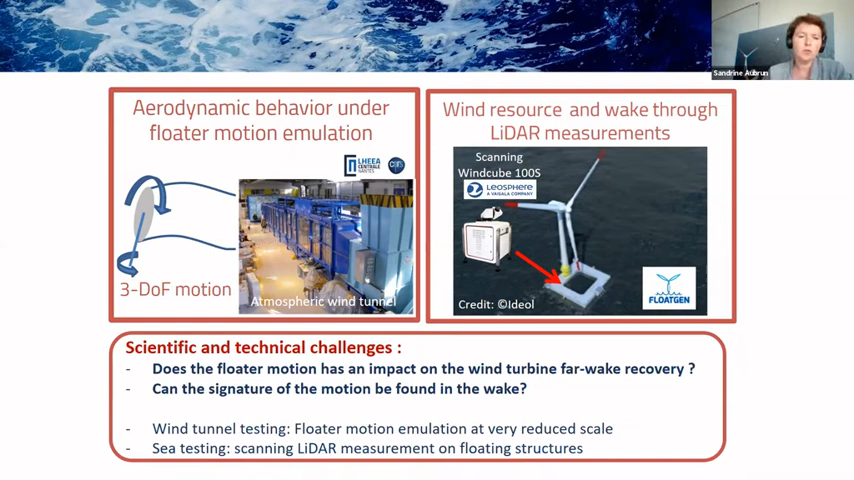 Sandrine Aubrun
Aerodynamic behavior under
floater motion emulation
LHEEA
CENTRALE
NANTES
cnrs
3-DoF motion
Atmospheric wind tunnel
Wind resource and wake through
LiDAR measurements
Scanning
Windcube 100S
LEOSPHERE
A VAISALA COMPANY
Credit: ©Ideol
FLOATGEN
Scientific and technical challenges :
- Does the floater motion has an impact on the wind turbine far-wake recovery ?
- Can the signature of the motion be found in the wake?
- Wind tunnel testing: Floater motion emulation at very reduced scale
- Sea testing: scanning LiDAR measurement on floating structures